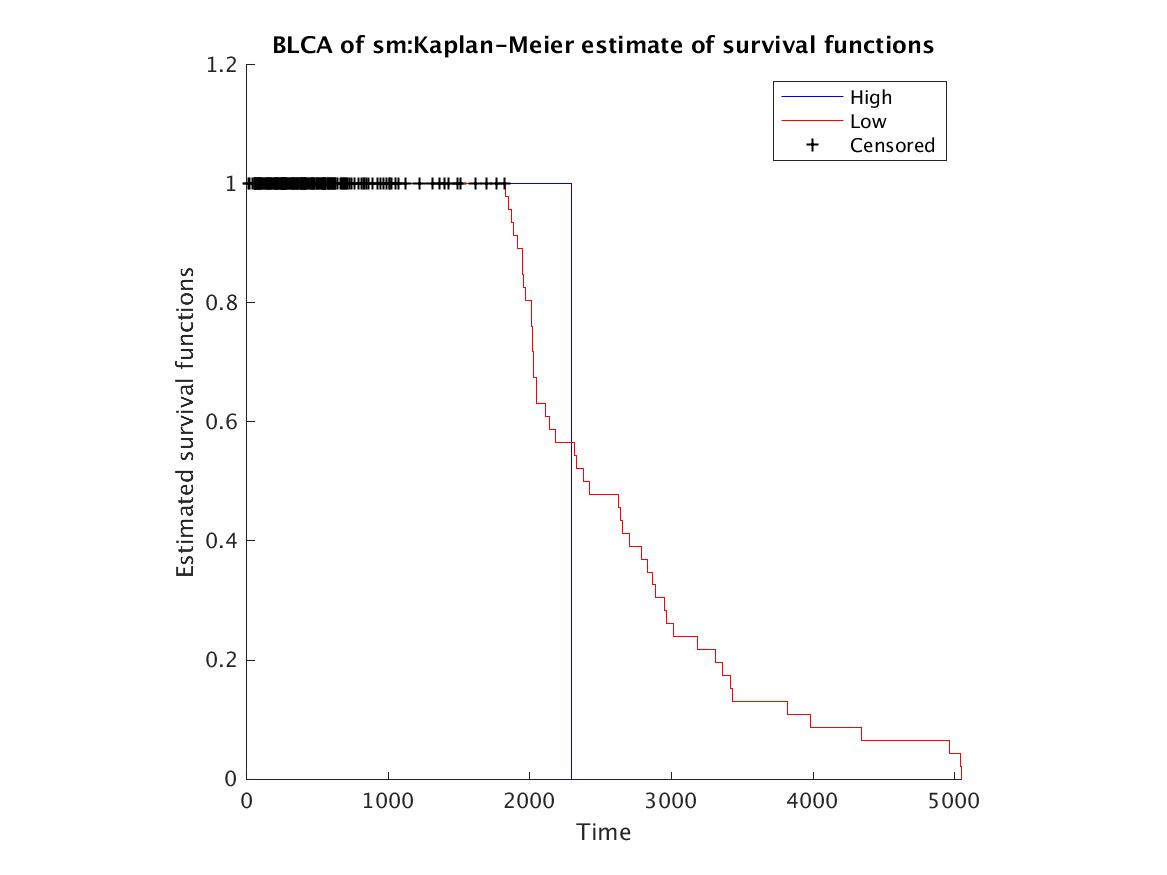 BLCA of sm:Kaplan-Meier estimate of survival functions
1.2
High
Low
Censored
1
0.8
0.6
0.4
0.2
0
Estimated survival functions
0
1000
2000
3000
4000
5000
Time